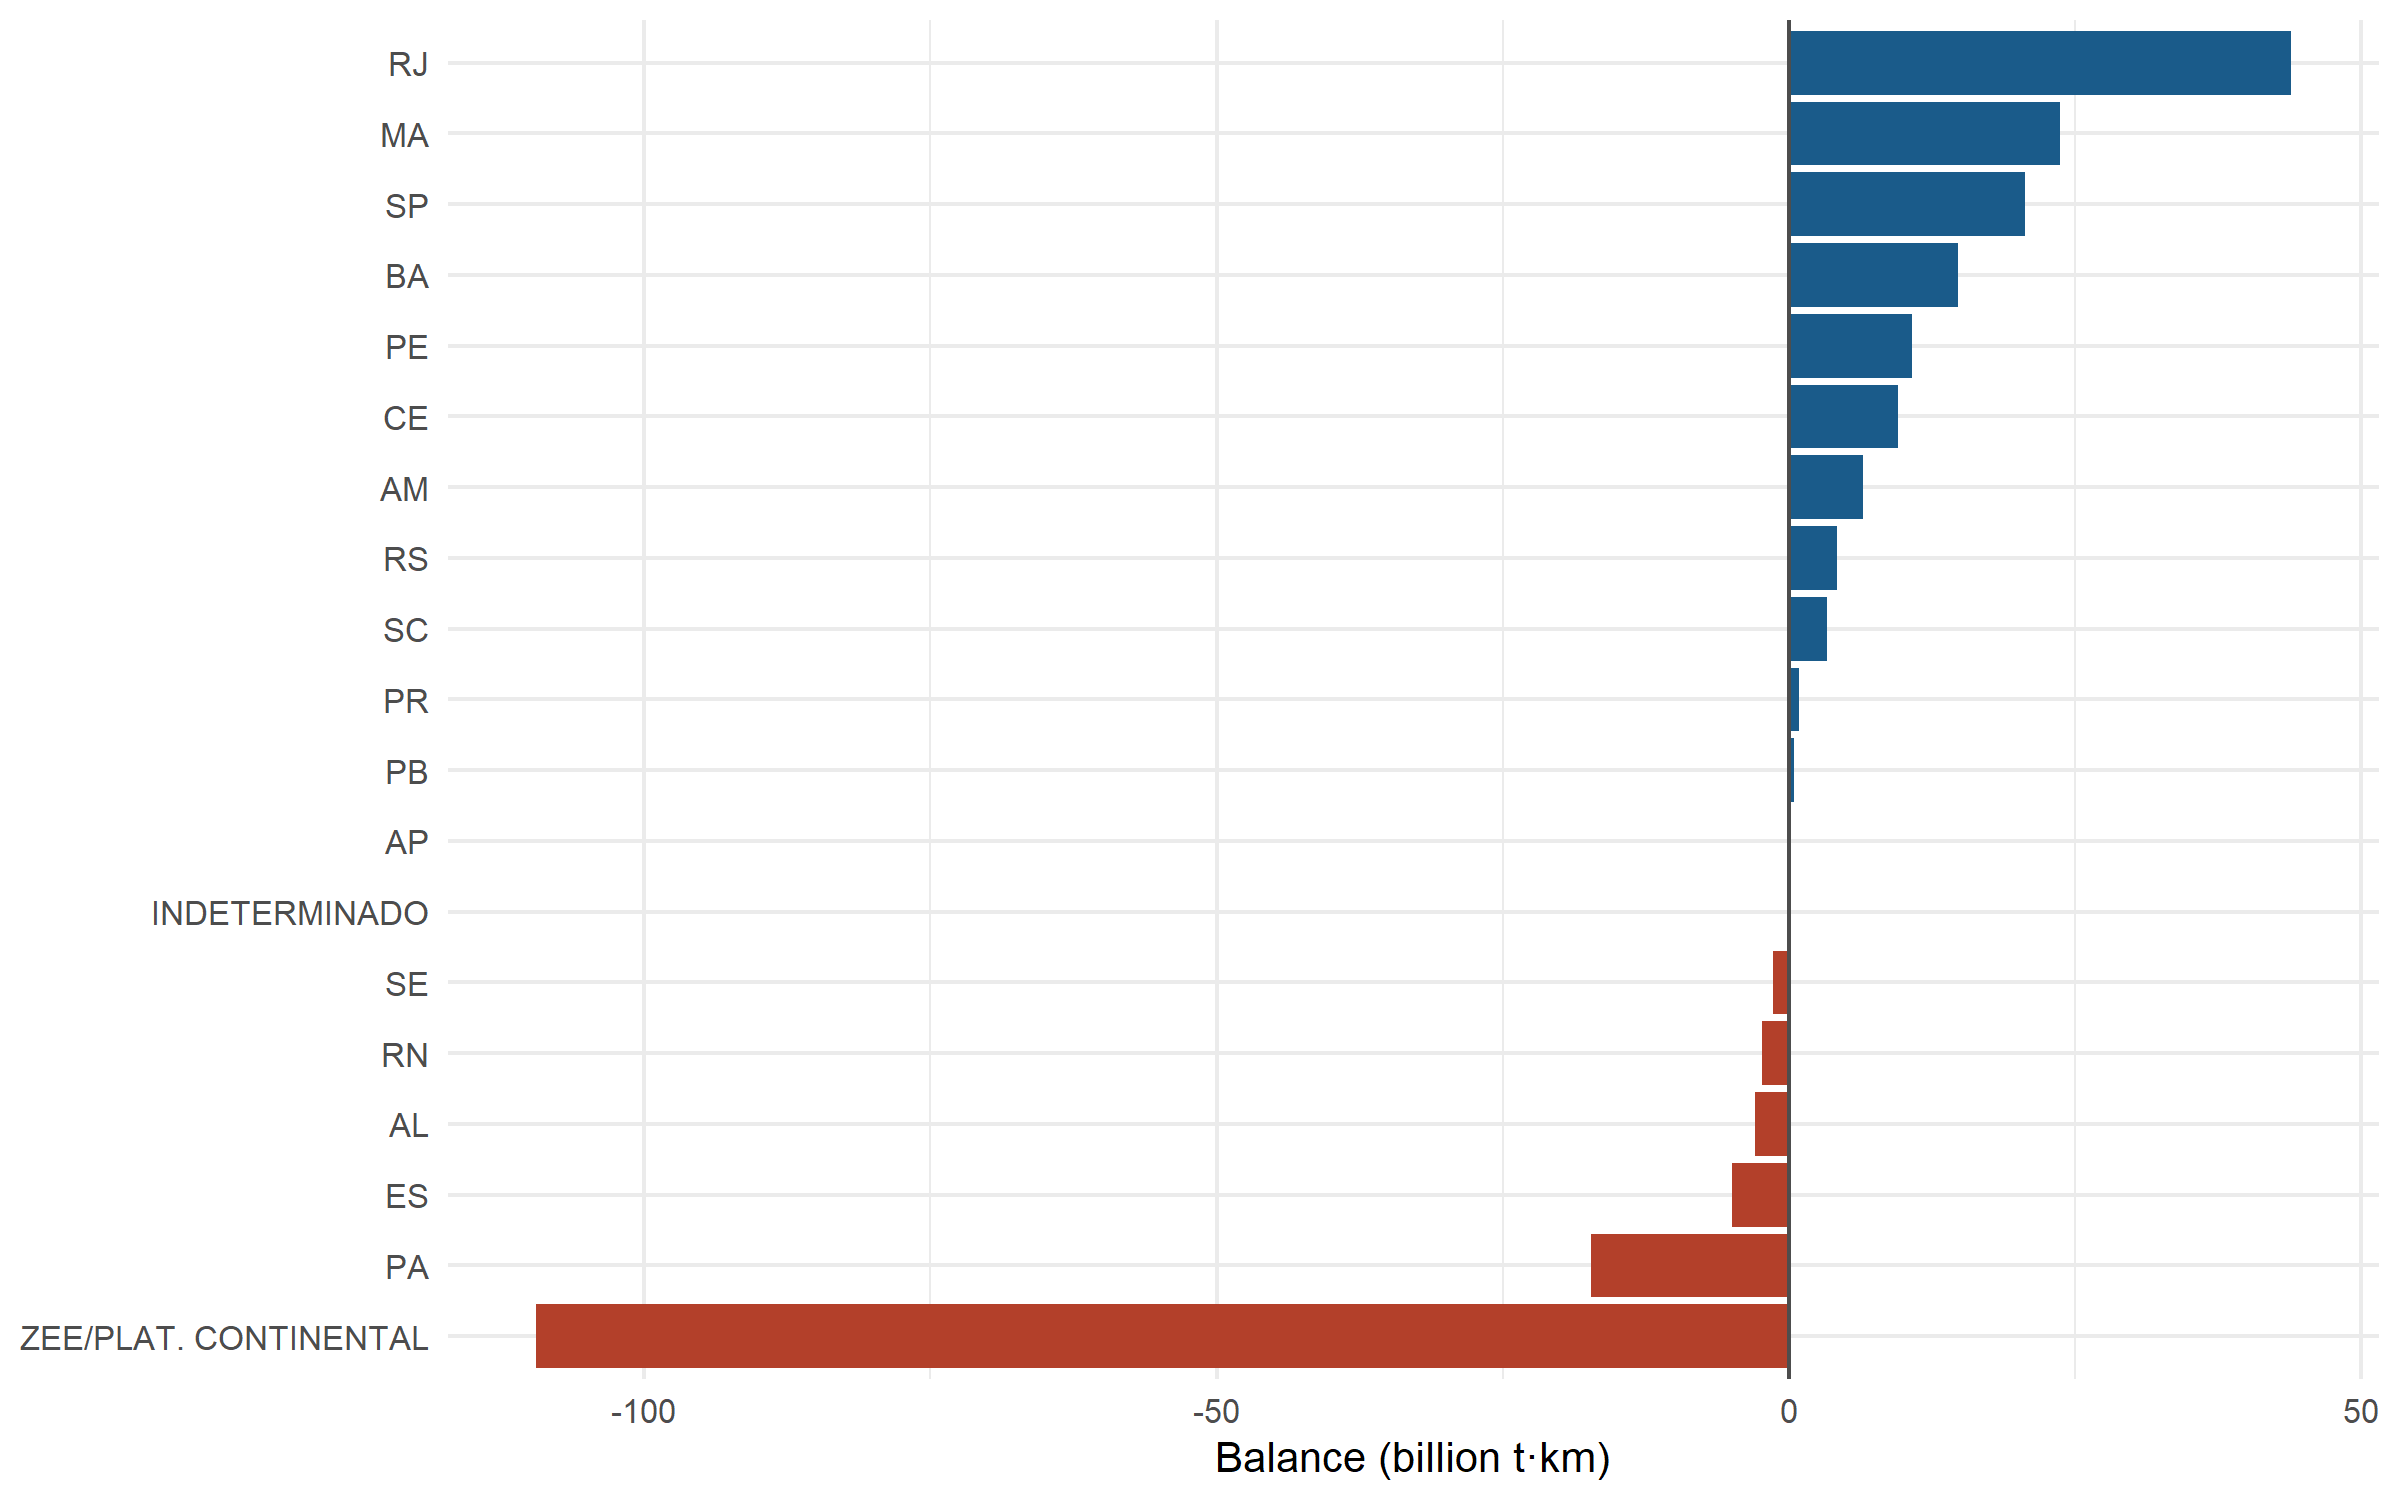 RJ
MA
SP
BA
PE
CE
AM
RS
SC
PR
PB
AP
INDETERMINADO
SE
RN
AL
ES
PA
ZEE/PLAT. CONTINENTAL
-100 -50 0 50
Balance (billion t·km)